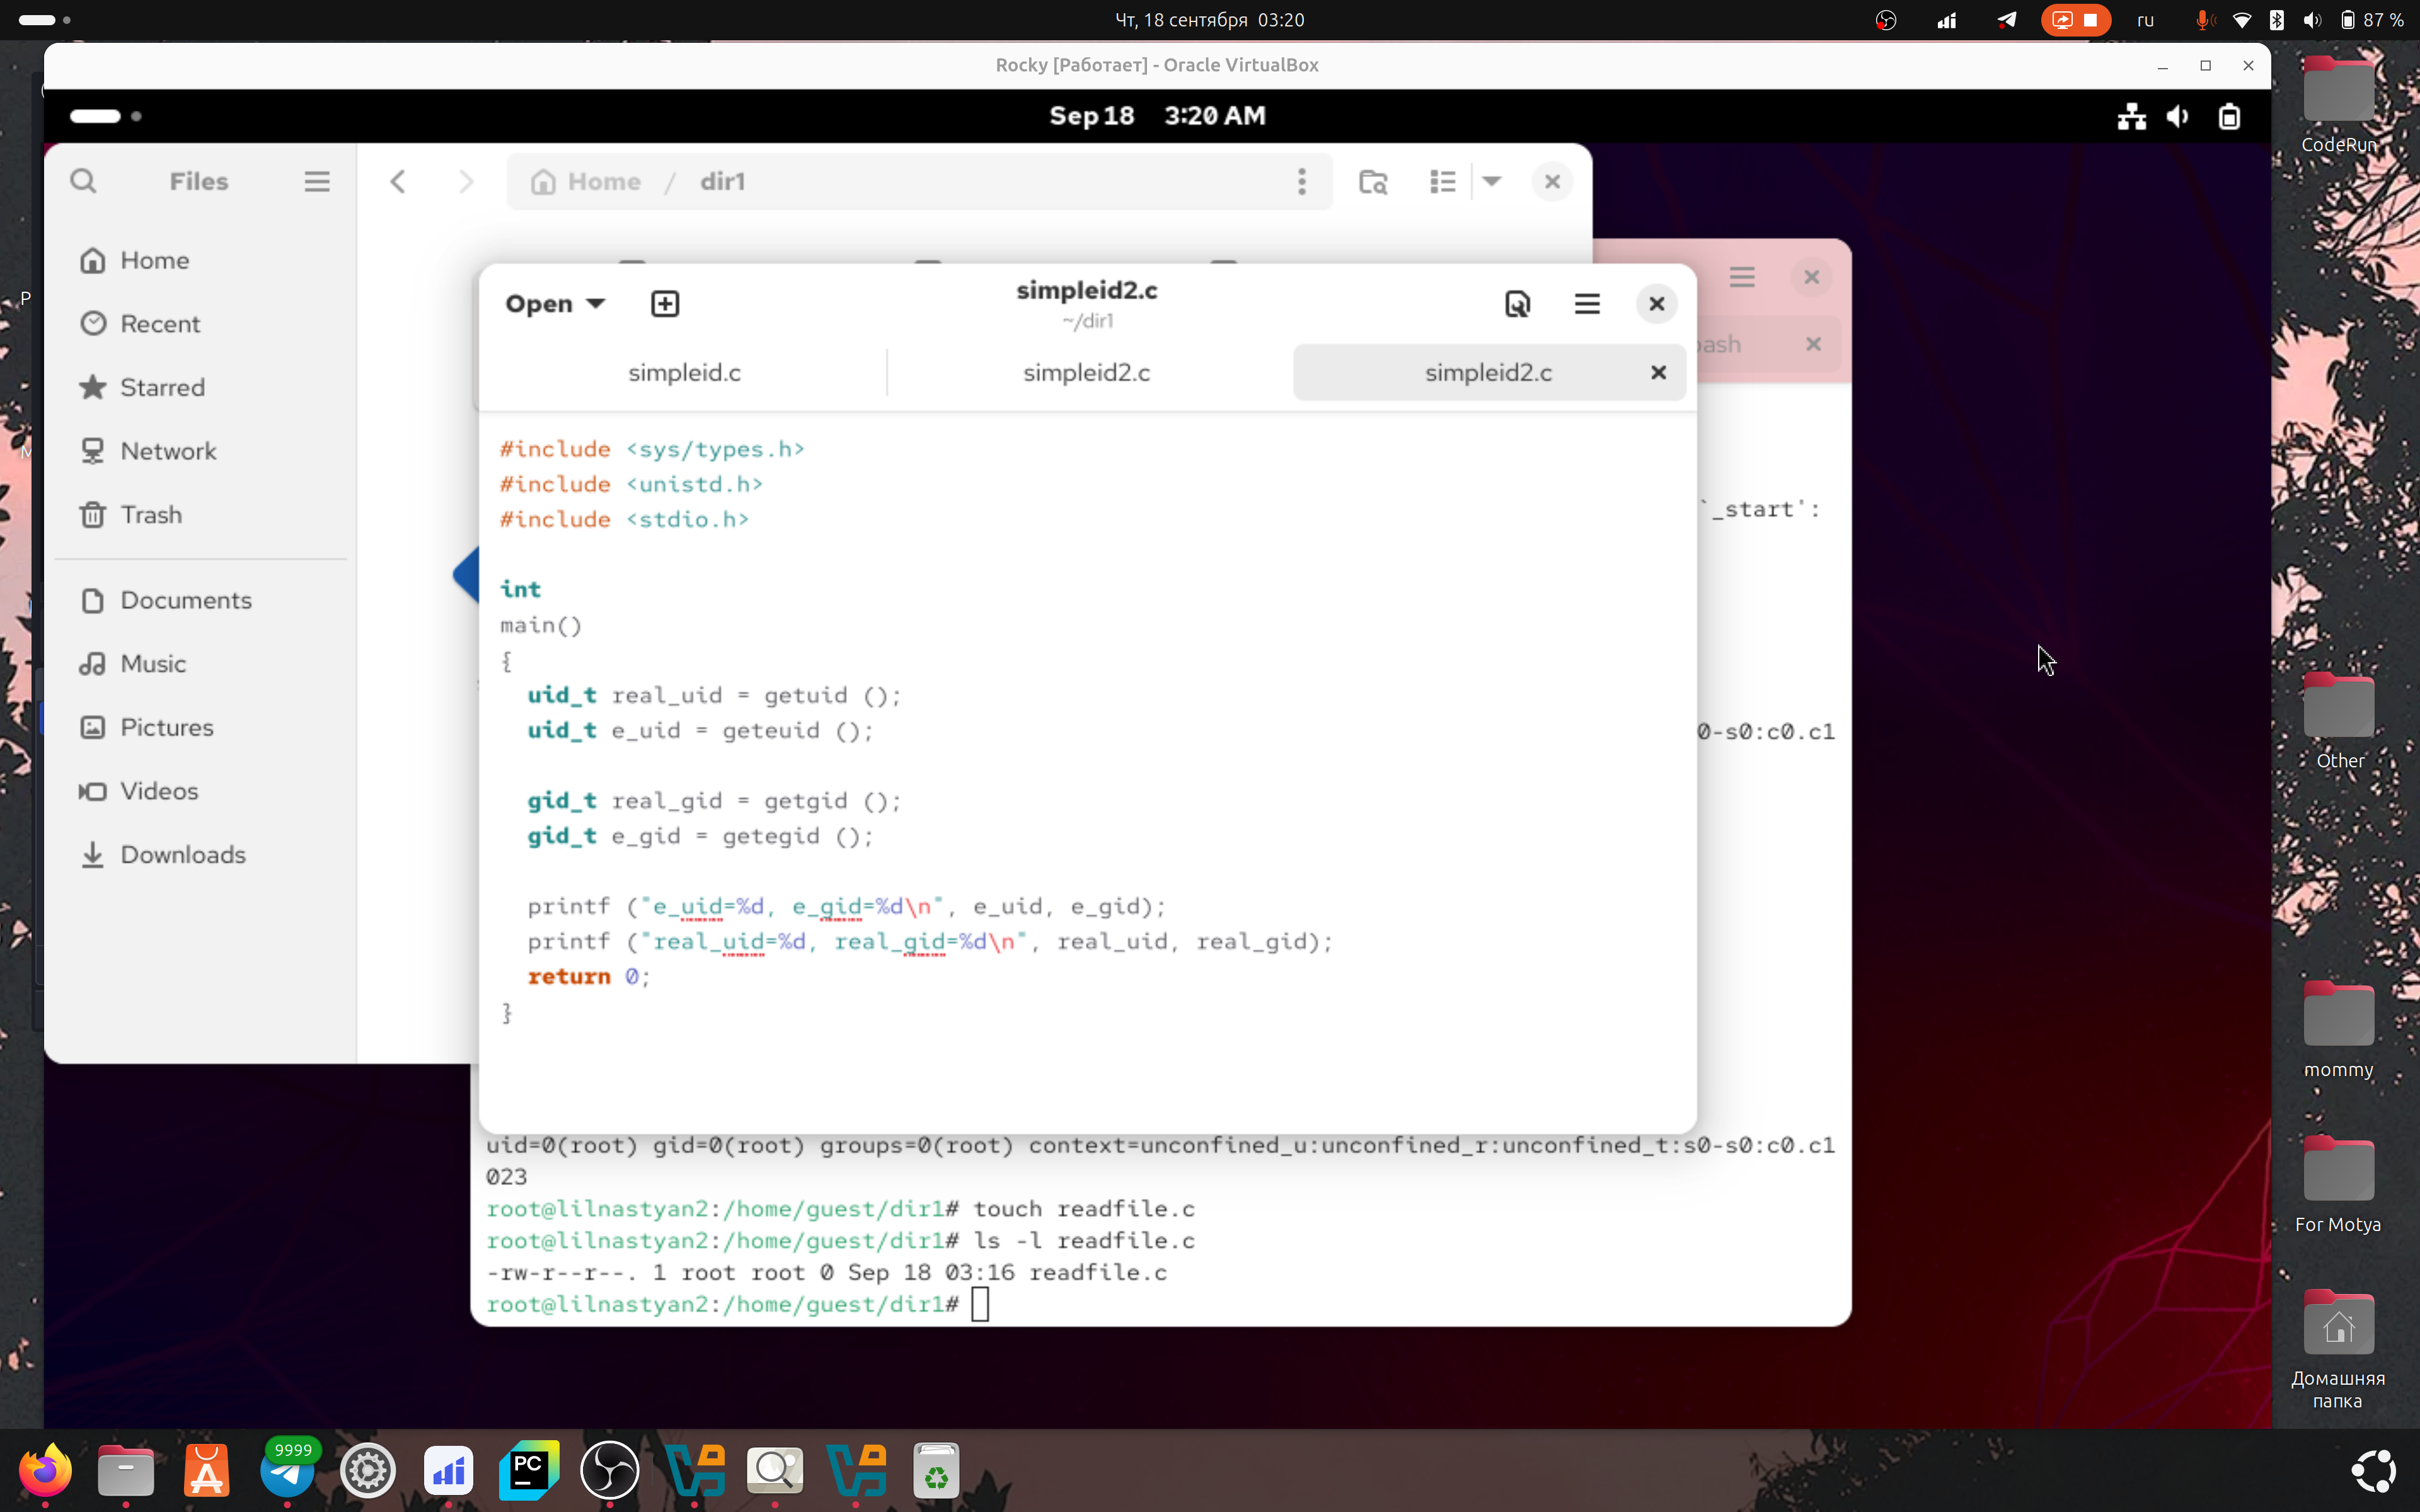 Чт, 18 сентября 03:20
ru
87 %
Rocky [Работает] - Oracle VirtualBox
Sep 18 3:20 AM
Files
Home / dir1
Home
Recent
Starred
Network
Trash
Documents
Music
Pictures
Videos
Downloads
Open
simpleid2.c
~/dir1
simpleid.c
simpleid2.c
simpleid2.c
#include <sys/types.h>
#include <unistd.h>
#include <stdio.h>
int
main()
{
uid_t real_uid = getuid ();
uid_t e_uid = geteuid ();
gid_t real_gid = getgid ();
gid_t e_gid = getegid ();
printf ("e_uid=%d, e_gid=%d\n", e_uid, e_gid);
printf ("real_uid=%d, real_gid=%d\n", real_uid, real_gid);
return 0;
}
`_start':
0-s0:c0.c1
uid=0(root) gid=0(root) groups=0(root) context=unconfined_u:unconfined_r:unconfined_t:s0-s0:c0.c1
023
root@lilnastyan2:/home/guest/dir1# touch readfile.c
root@lilnastyan2:/home/guest/dir1# ls -l readfile.c
-rw-r--r--. 1 root root 0 Sep 18 03:16 readfile.c
root@lilnastyan2:/home/guest/dir1#
CodeRun
Other
mommy
For Motya
Домашняя
папка
9999
PC